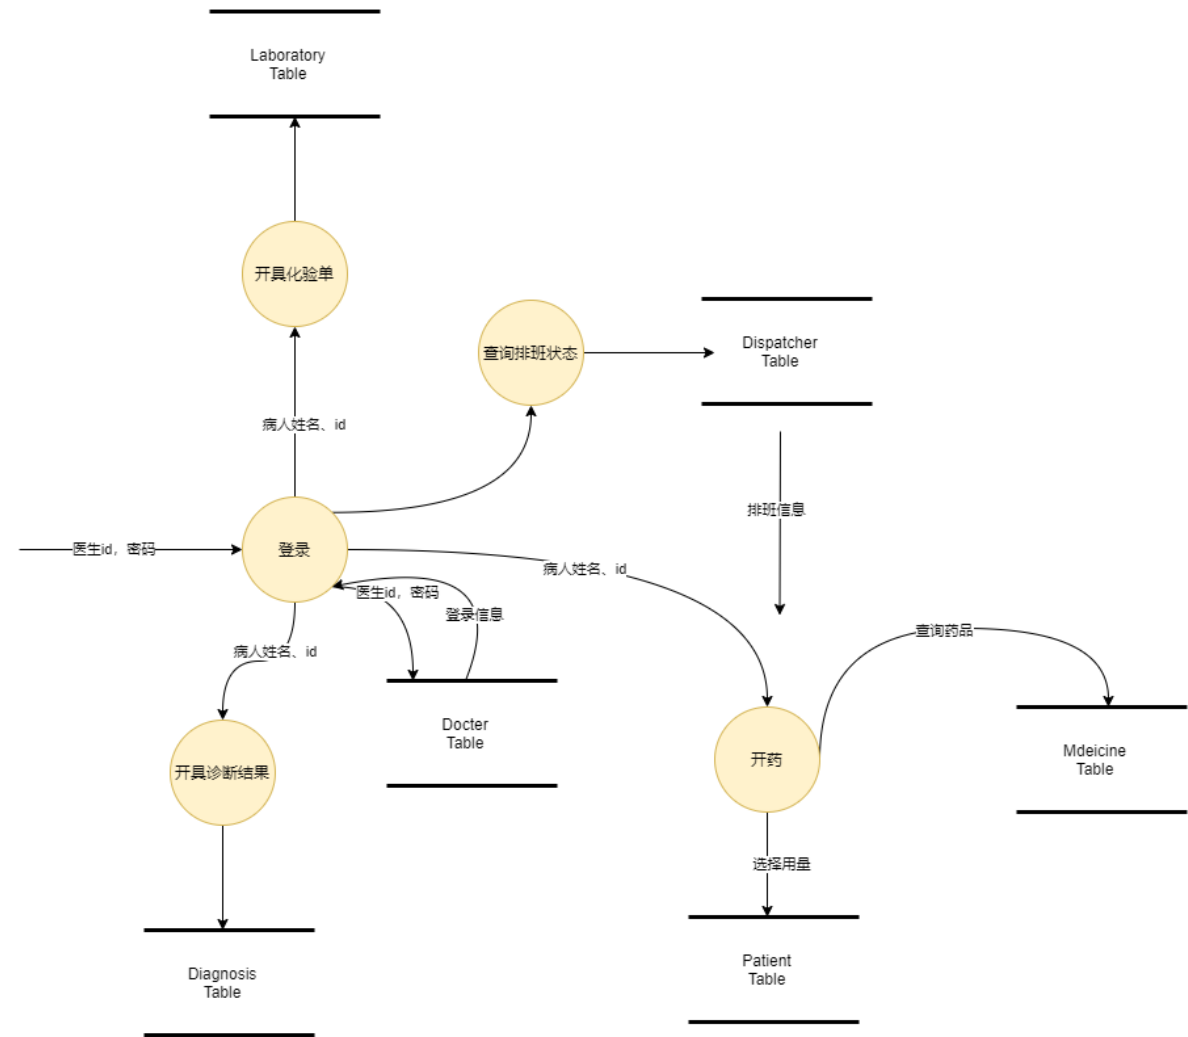 Laboratory
Table
开具化验单
查询排班状态
Dispatcher
Table
病人姓名、id
排班信息
医生id，密码
登录
病人姓名、id
医生id，密码
登录信息
查询药品
病人姓名、id
Docter
Table
开具诊断结果
开药
Mdeicine
Table
选择用量
Patient
Table
Diagnosis
Table